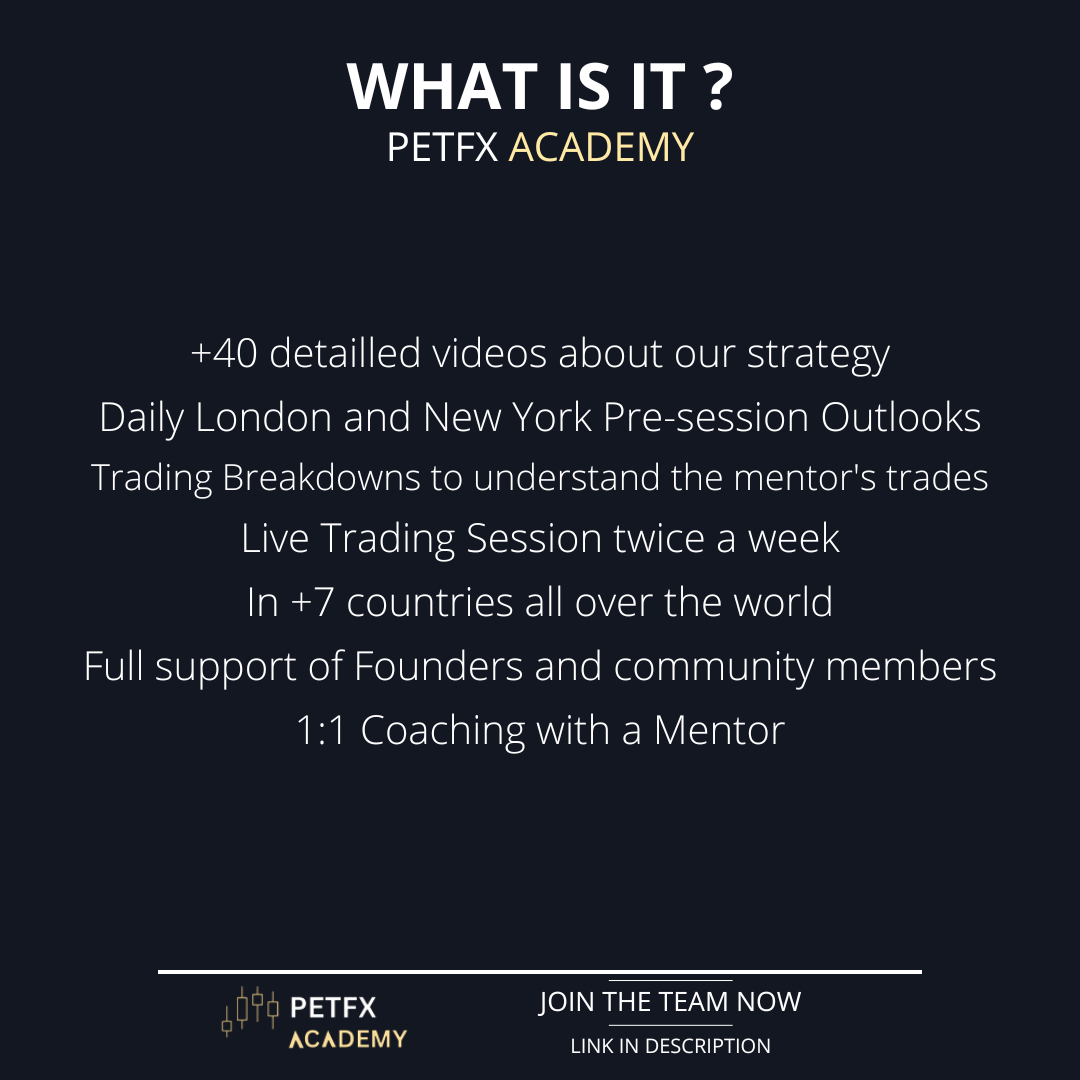 WHAT IS IT ?
PETFX ACADEMY
+40 detailled videos about our strategy
Daily London and New York Pre-session Outlooks
Trading Breakdowns to understand the mentor's trades
Live Trading Session twice a week
In +7 countries all over the world
Full support of Founders and community members
1:1 Coaching with a Mentor
PETFX
ACADEMY
JOIN THE TEAM NOW
LINK IN DESCRIPTION